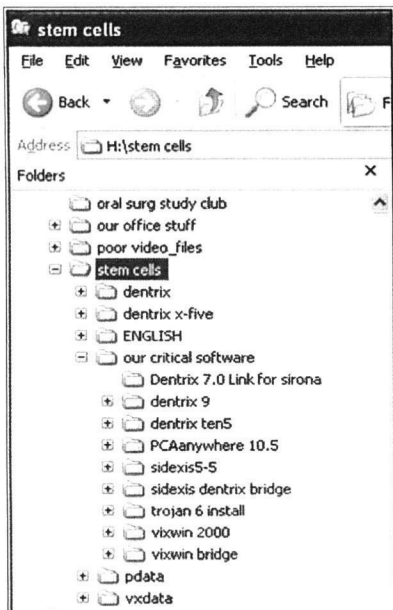 stem cells
File Edit View Favorites Tools Help
Back Search F
Address H:\stem cells
Folders
oral surg study club
our office stuff
poor video_files
stem cells
dentrix
dentrix x-five
ENGLISH
our critical software
Dentrix 7.0 Link for sirona
dentrix 9
dentrix ten5
PCAanywhere 10.5
sidexis5-5
sidexis dentrix bridge
trojan 6 install
vixwin 2000
vixwin bridge
pdata
vxdata